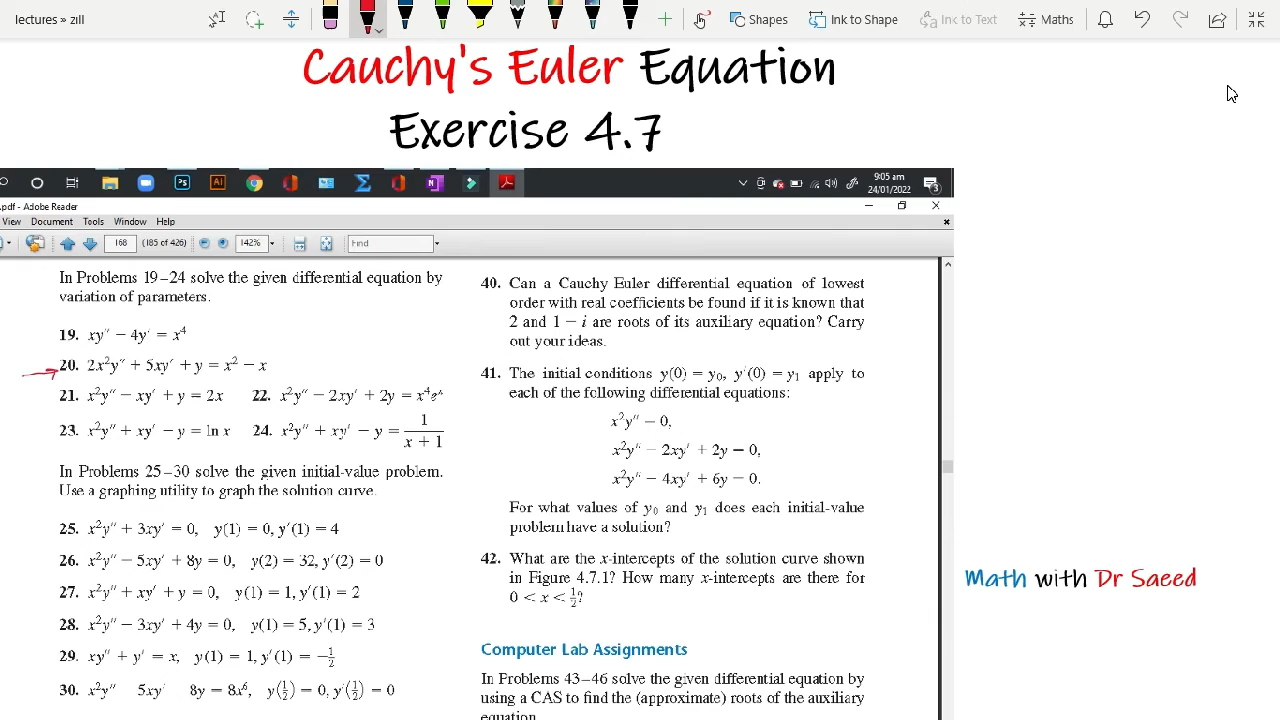 lectures » zill
Shapes
Ink to Shape
Ink to Text
Maths
Cauchy's Euler Equation
Exercise 4.7
9:05 am
24/01/2022
3
.pdf - Adobe Reader
View Document Tools Window Help
168 (185 of 426) 142% Find
In Problems 19–24 solve the given differential equation by
variation of parameters.
19. xy″ − 4y′ = x⁴
20. 2x²y″ + 5xy′ + y = x² − x
21. x²y″ − xy′ + y = 2x 22. x²y″ − 2xy′ + 2y = x⁴eˣ
23. x²y″ + xy′ − y = ln x 24. x²y″ + xy′ − y = 1/(x + 1)
In Problems 25–30 solve the given initial-value problem.
Use a graphing utility to graph the solution curve.
25. x²y″ + 3xy′ = 0, y(1) = 0, y′(1) = 4
26. x²y″ − 5xy′ + 8y = 0, y(2) = 32, y′(2) = 0
27. x²y″ + xy′ + y = 0, y(1) = 1, y′(1) = 2
28. x²y″ − 3xy′ + 4y = 0, y(1) = 5, y′(1) = 3
29. xy″ + y′ = x, y(1) = 1, y′(1) = −1/2
30. x²y″ 5xy′ 8y = 8x⁶, y(1/2) = 0, y′(1/2) = 0
40. Can a Cauchy Euler differential equation of lowest
order with real coefficients be found if it is known that
2 and 1 − i are roots of its auxiliary equation? Carry
out your ideas.
41. The initial conditions y(0) = y₀, y′(0) = y₁ apply to
each of the following differential equations:
x²y″ = 0,
x²y″ − 2xy′ + 2y = 0,
x²y″ − 4xy′ + 6y = 0.
For what values of y₀ and y₁ does each initial-value
problem have a solution?
42. What are the x-intercepts of the solution curve shown
in Figure 4.7.1? How many x-intercepts are there for
0 < x < 1/2?
Computer Lab Assignments
In Problems 43–46 solve the given differential equation by
using a CAS to find the (approximate) roots of the auxiliary
equation.
Math with Dr Saeed